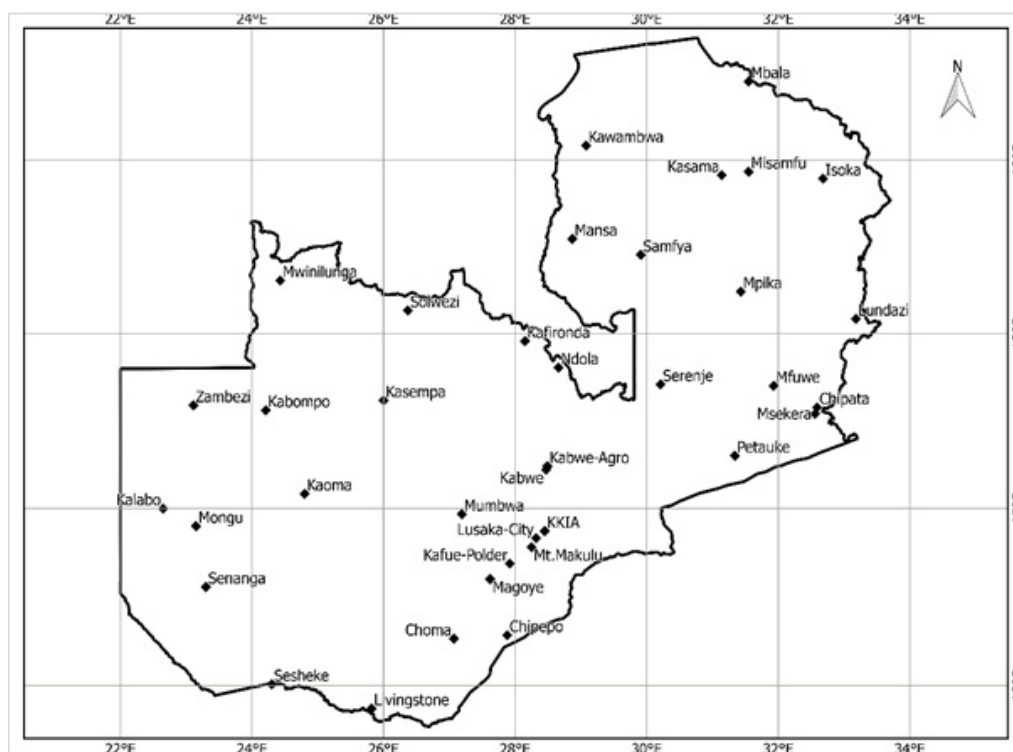 22°E 24°E 26°E 28°E 30°E 32°E 34°E
N
Mbala
Kawambwa
Misamfu
Kasama
Isoka
Mansa
Samfya
Mwinilunga
Mpika
Solwezi
Lundazi
Kafironda
Ndola
Serenje
Mfuwe
Kasempa
Zambezi
Kabompo
Chipata
Msekera
Petauke
Kabwe-Agro
Kabwe
Kaoma
Kalabo
Mumbwa
Mongu
KKIA
Lusaka-City
Mt.Makulu
Kafue-Polder
Senanga
Magoye
Choma
Chipepo
Sesheke
Livingstone
22°E 24°E 26°E 28°E 30°E 32°E 34°E